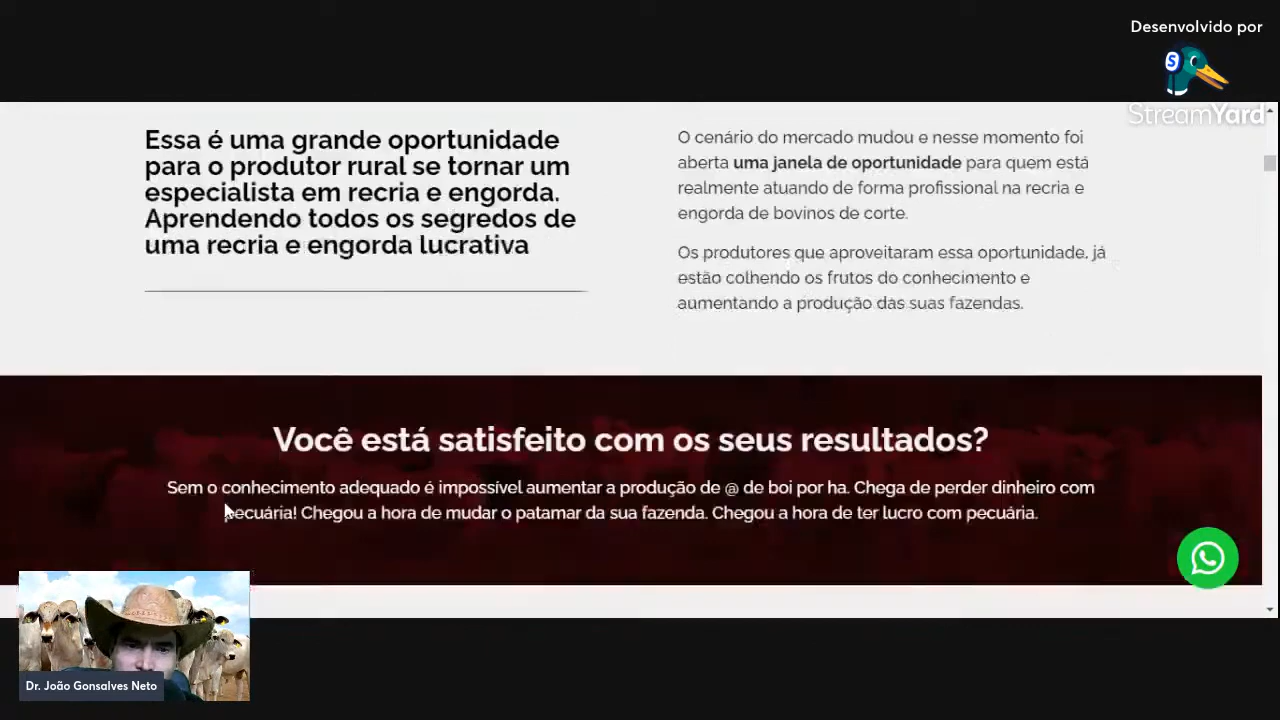 Desenvolvido por
S
StreamYard
Essa é uma grande oportunidade
para o produtor rural se tornar um
especialista em recria e engorda.
Aprendendo todos os segredos de
uma recria e engorda lucrativa
O cenário do mercado mudou e nesse momento foi
aberta uma janela de oportunidade para quem está
realmente atuando de forma profissional na recria e
engorda de bovinos de corte.
Os produtores que aproveitaram essa oportunidade, já
estão colhendo os frutos do conhecimento e
aumentando a produção das suas fazendas.
Você está satisfeito com os seus resultados?
Sem o conhecimento adequado é impossível aumentar a produção de @ de boi por ha. Chega de perder dinheiro com
pecuária! Chegou a hora de mudar o patamar da sua fazenda. Chegou a hora de ter lucro com pecuária.
Dr. João Gonsalves Neto